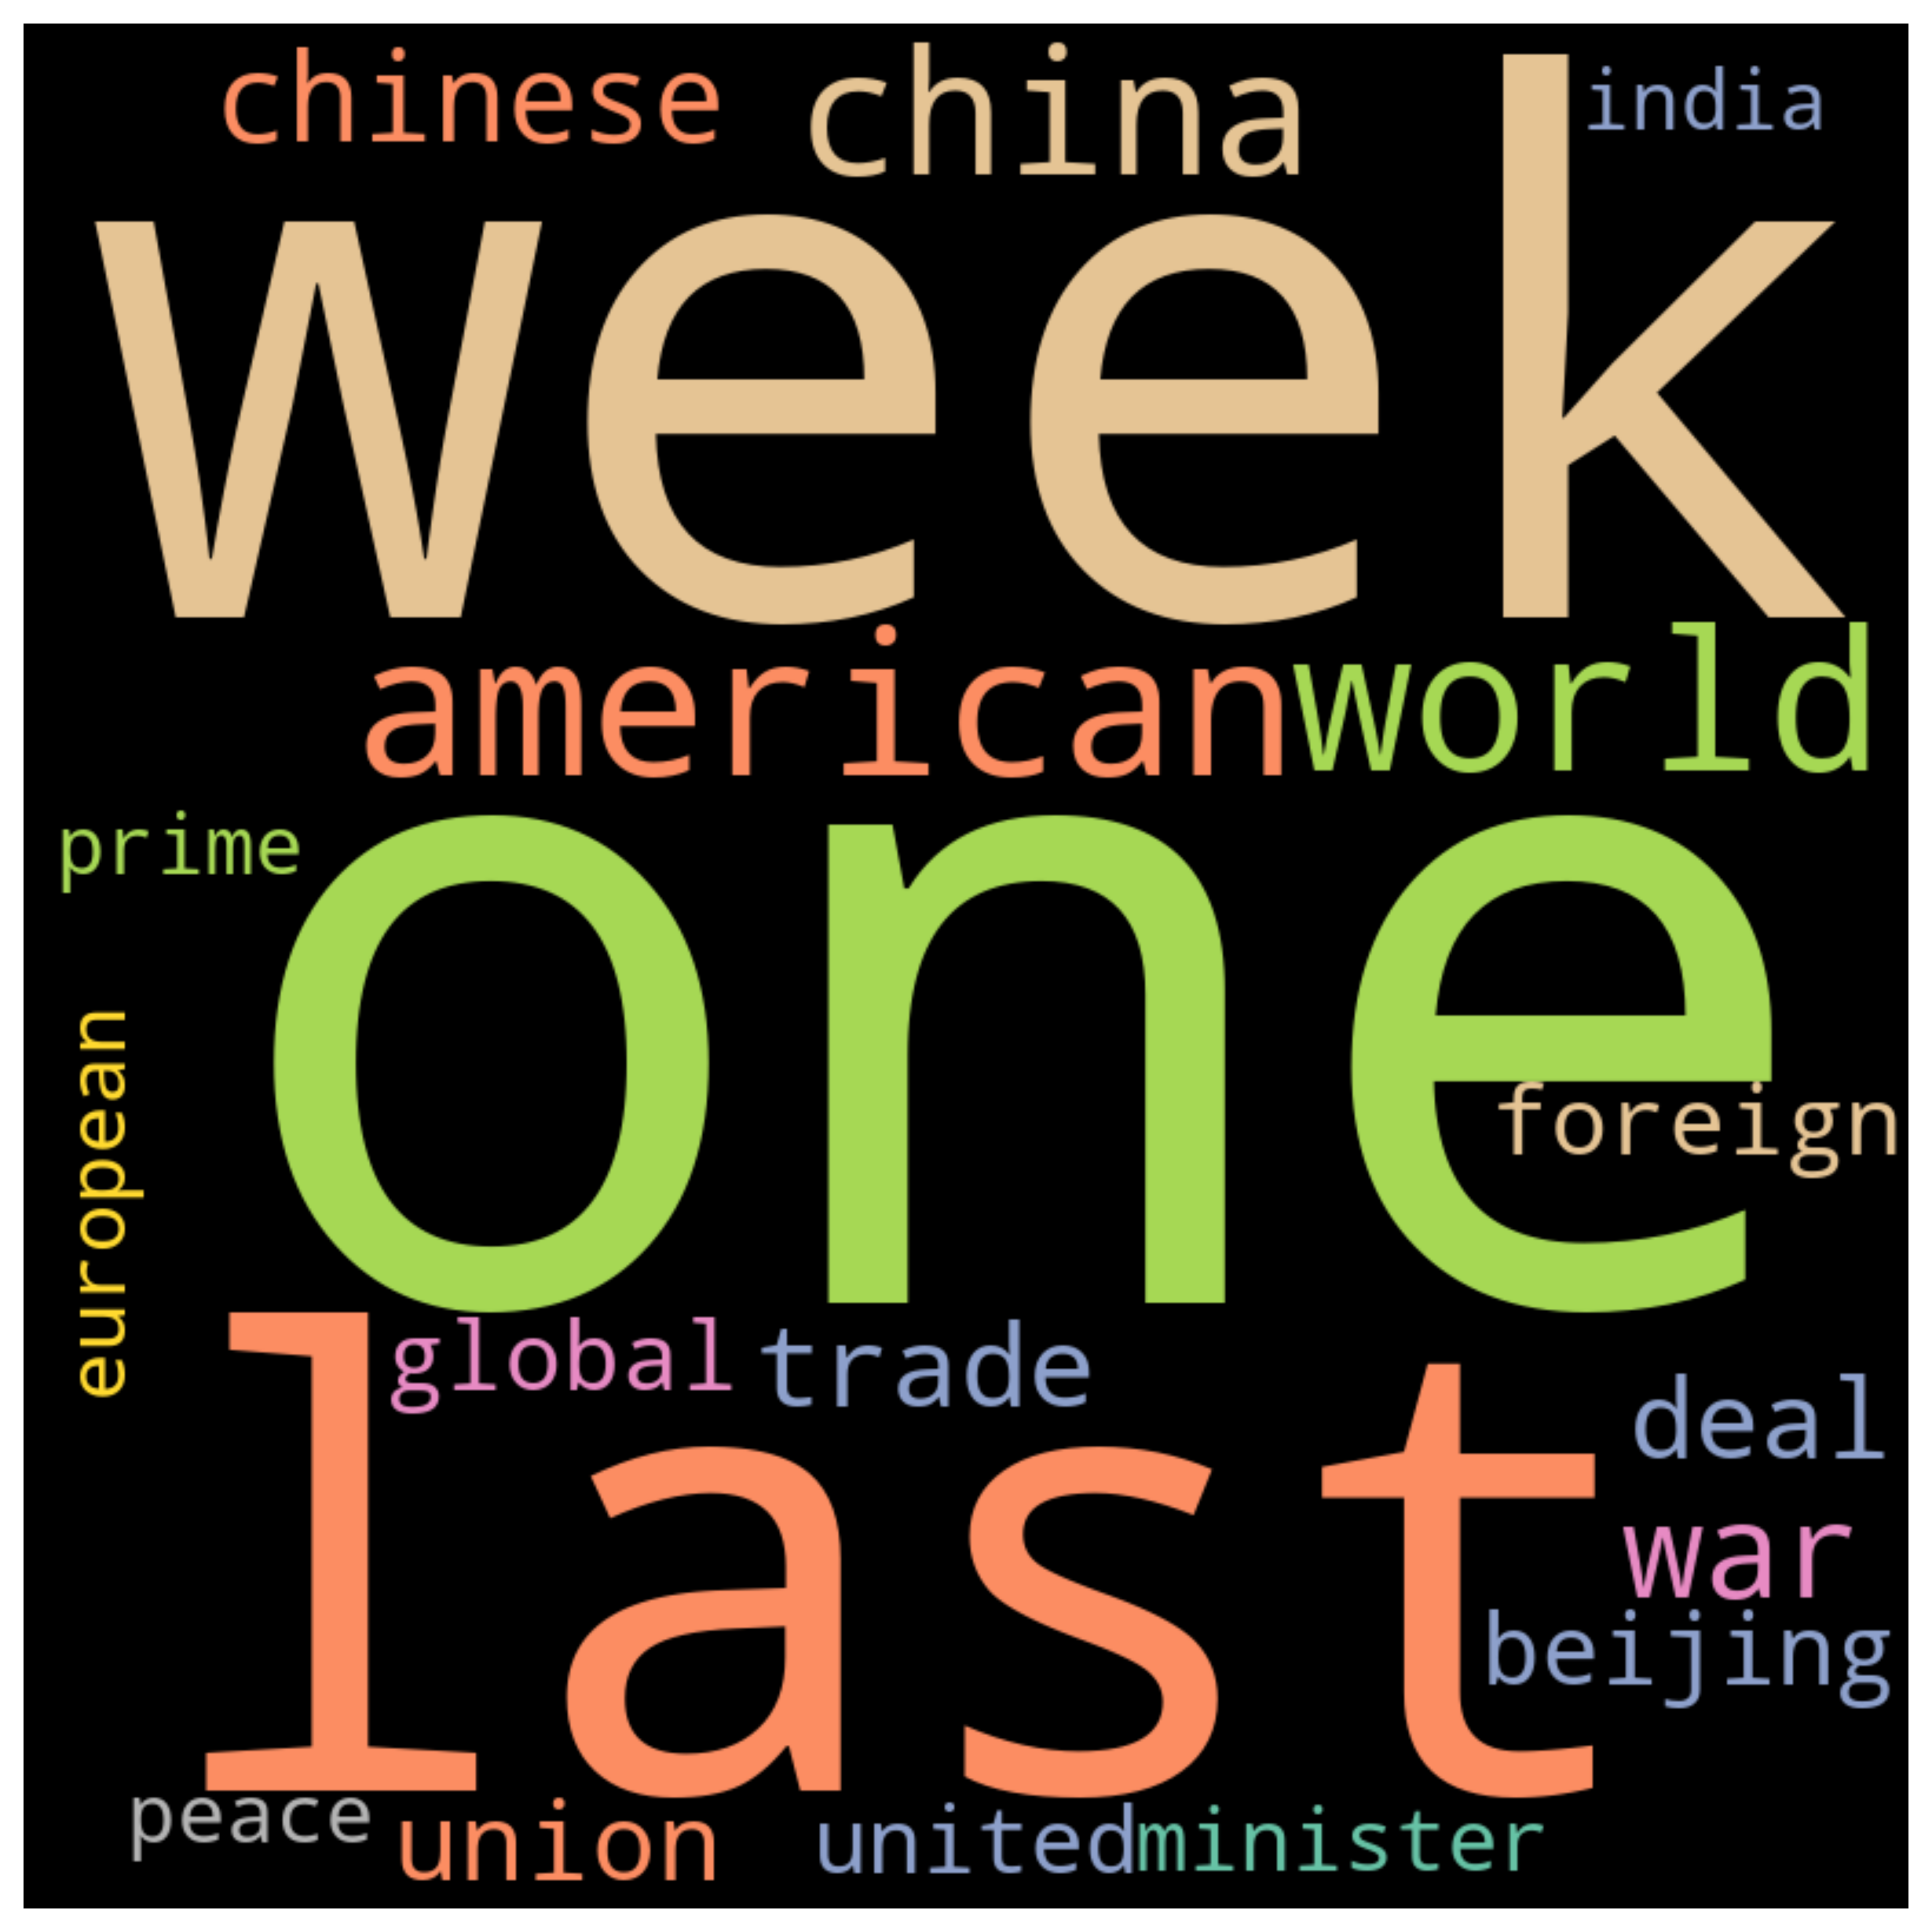 chinese
china
india
week
american
world
prime
one
european
foreign
last
global
trade
deal
war
beijing
peace
union
united
minister